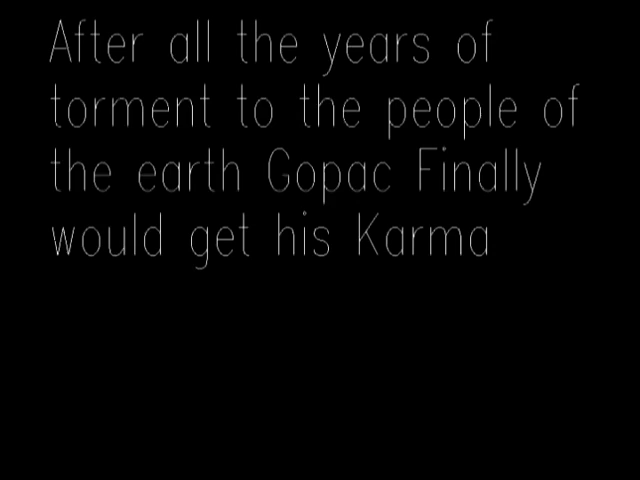 After all the years of
torment to the people of
the earth Gopac Finally
would get his Karma